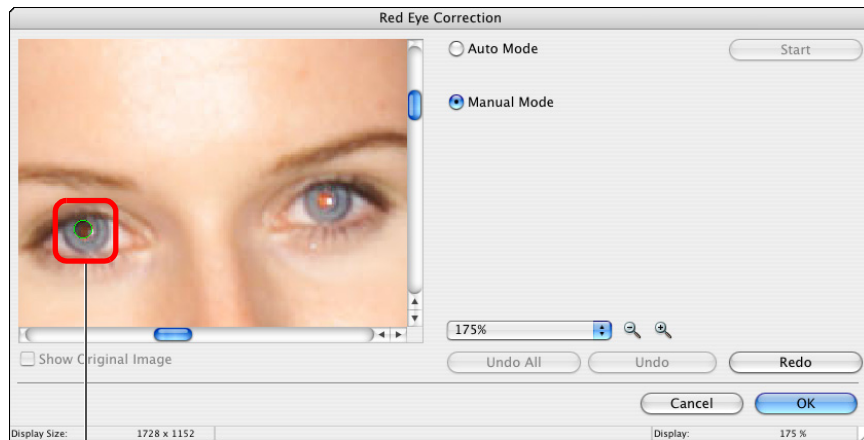 Red Eye Correction
Auto Mode
Start
Manual Mode
175%
Show Original Image
Undo All
Undo
Redo
Cancel
OK
Display Size: 1728 x 1152
Display: 175 %